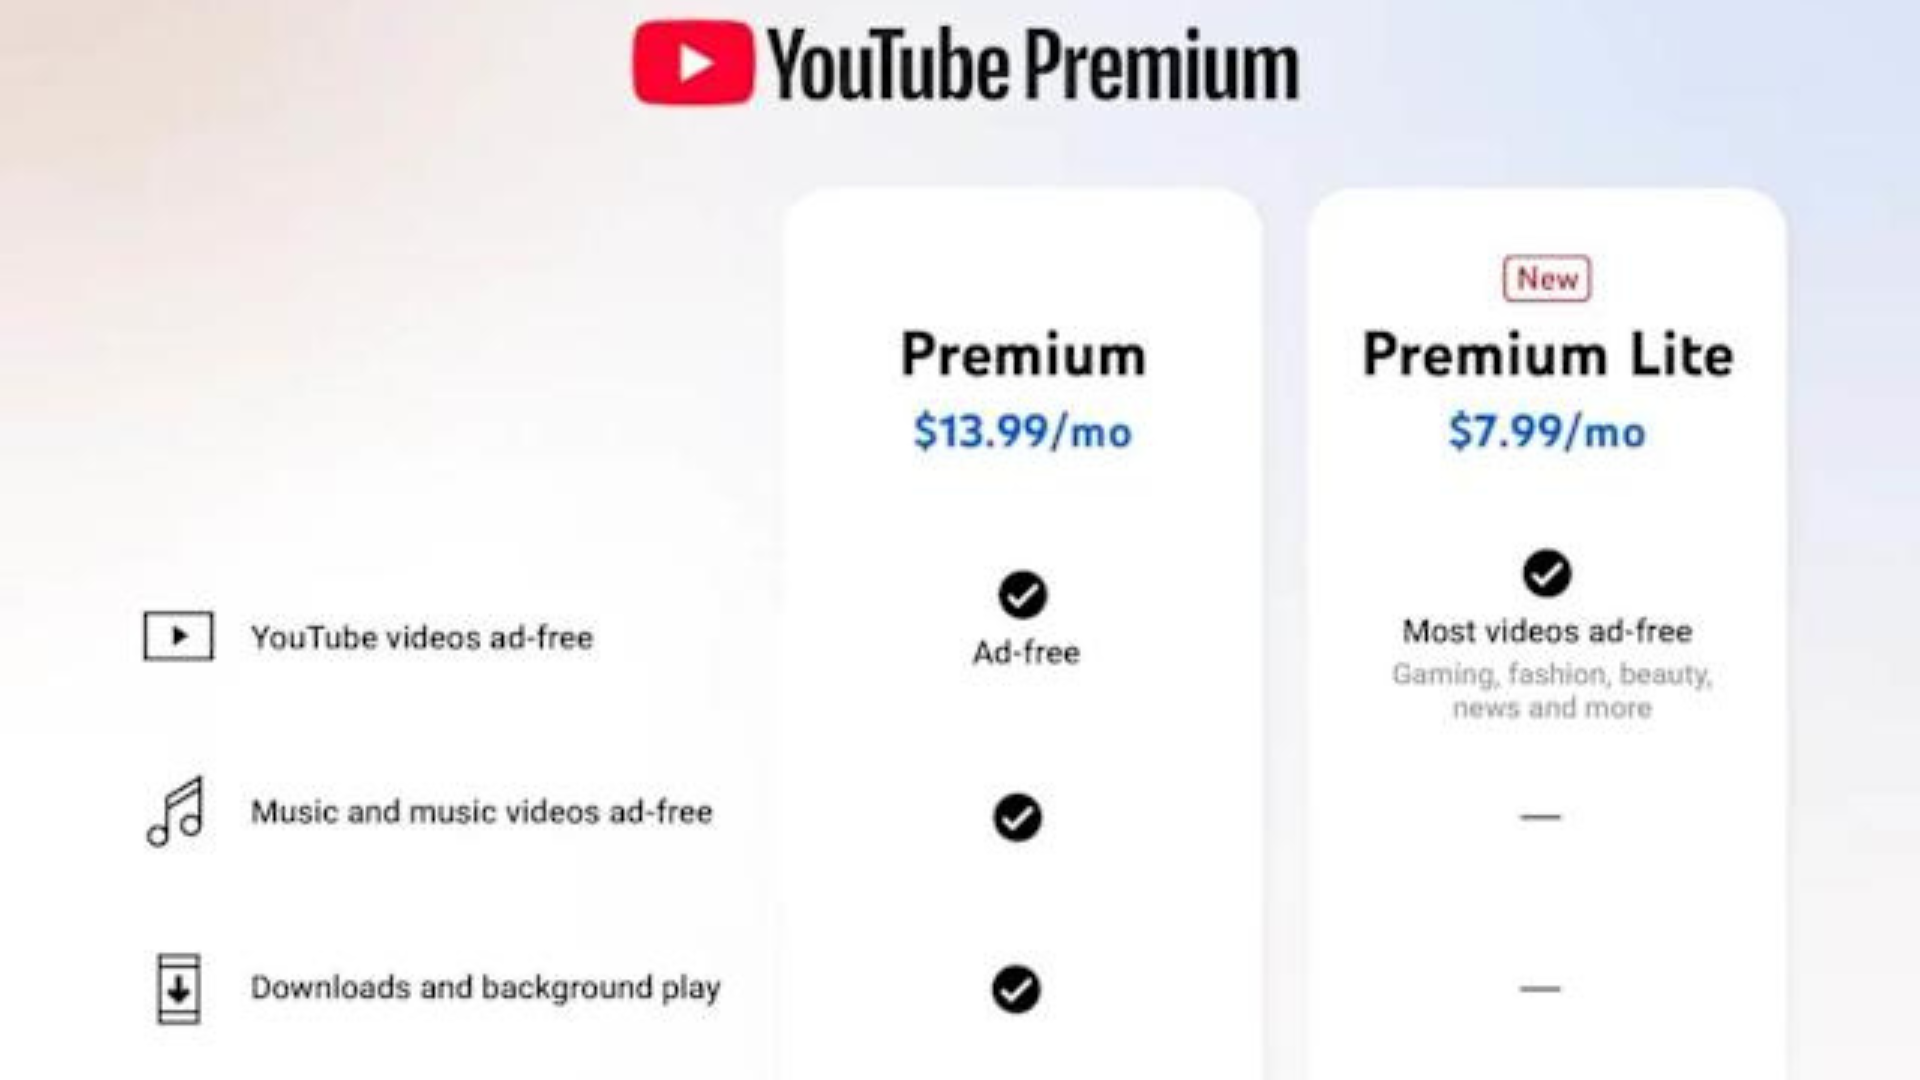 YouTube Premium
New
Premium
Premium Lite
$13.99/mo
$7.99/mo
YouTube videos ad-free
Ad-free
Most videos ad-free
Gaming, fashion, beauty,
news and more
Music and music videos ad-free
Downloads and background play